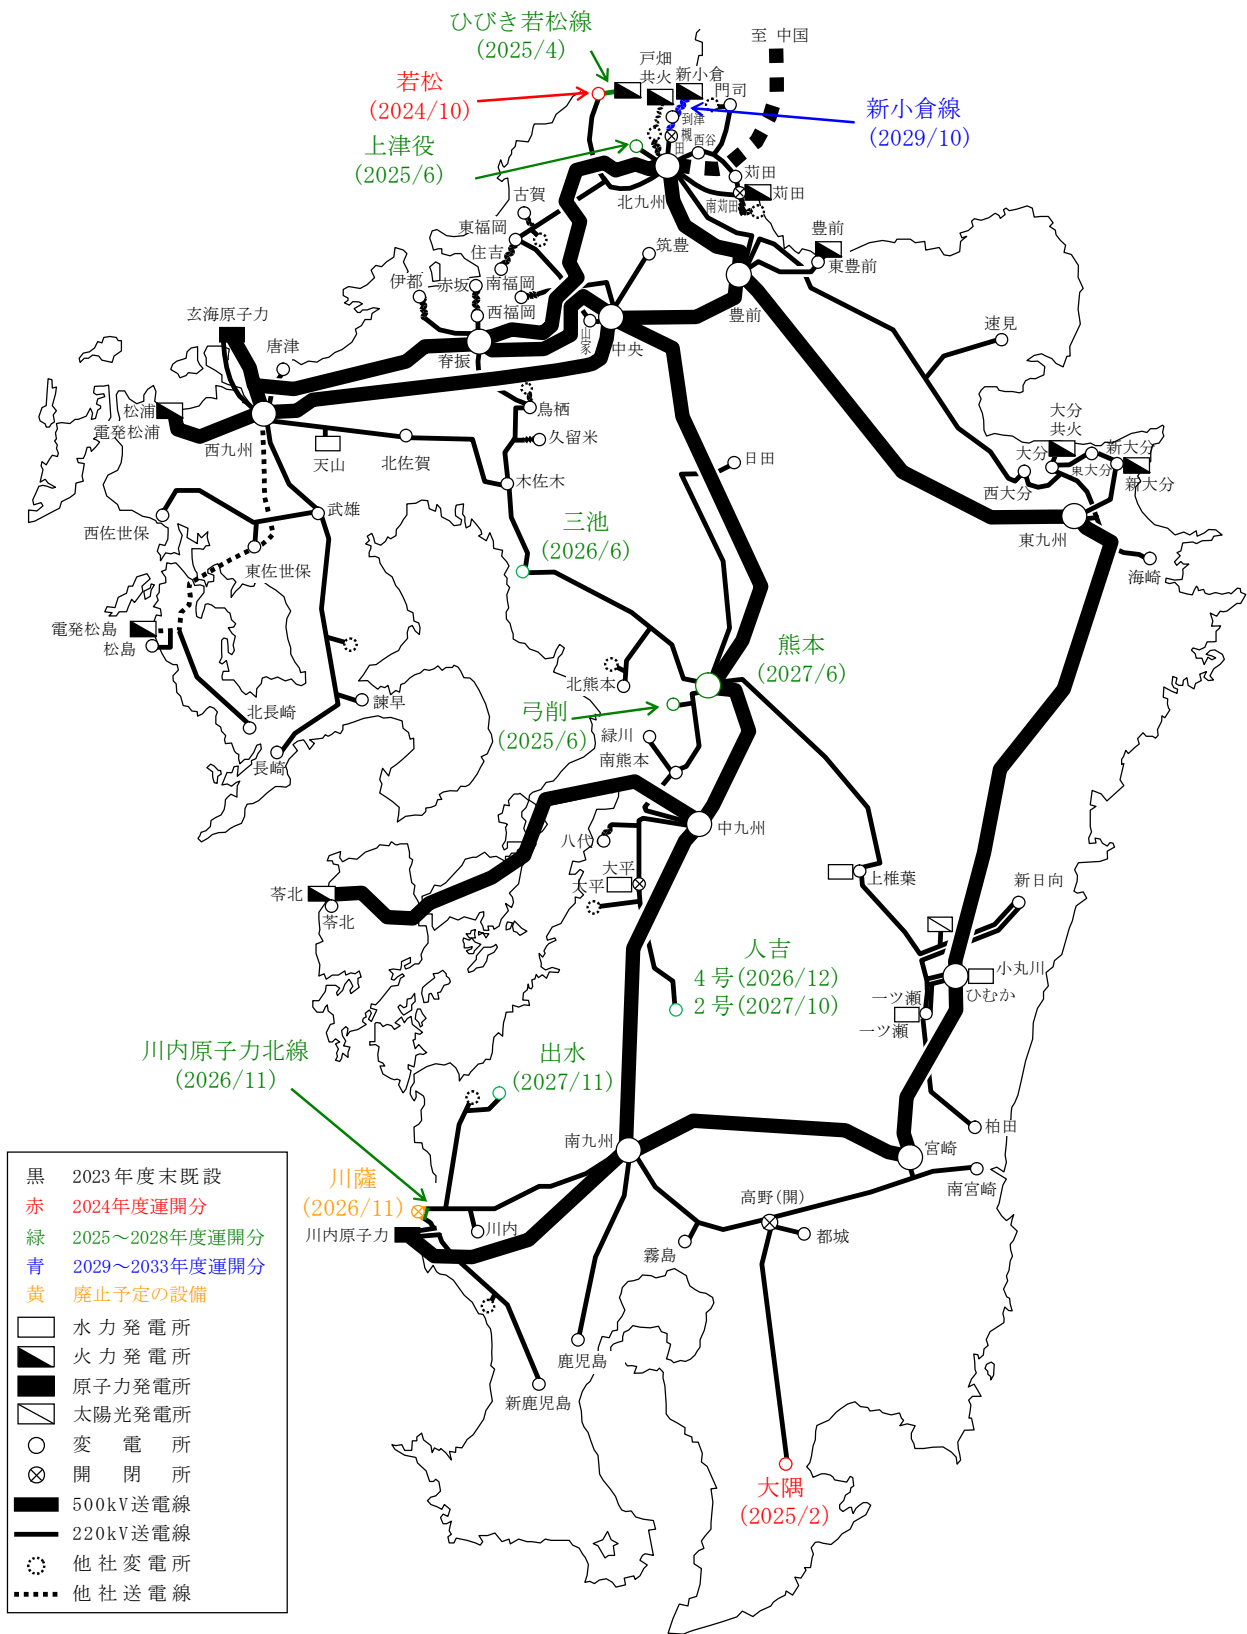 ひびき若松線
(2025/4)
至 中国
戸畑
共火
新小倉
若松
(2024/10)
門司
新小倉線
(2029/10)
到津
上津役
(2025/6)
槻田
西谷
苅田
苅田
南苅田
北九州
古賀
東福岡
豊前
住吉
筑豊
東豊前
伊都
赤坂
南福岡
西福岡
玄海原子力
豊前
速見
唐津
山家
中央
脊振
松浦
電発松浦
鳥栖
大分
共火
西九州
久留米
天山
北佐賀
日田
大分
新大分
東大分
新大分
木佐木
西大分
武雄
西佐世保
三池
(2026/6)
東九州
東佐世保
海崎
電発松島
松島
熊本
(2027/6)
北熊本
諫早
北長崎
弓削
(2025/6)
緑川
南熊本
長崎
中九州
八代
大平
大平
上椎葉
新日向
苓北
苓北
人吉
4号(2026/12)
2号(2027/10)
小丸川
ひむか
一ツ瀬
一ツ瀬
川内原子力北線
(2026/11)
出水
(2027/11)
柏田
南九州
宮崎
川薩
(2026/11)
南宮崎
高野(開)
川内
川内原子力
都城
霧島
鹿児島
新鹿児島
大隅
(2025/2)
黒 2023年度末既設
赤 2024年度運開分
緑 2025～2028年度運開分
青 2029～2033年度運開分
黄 廃止予定の設備
水力発電所
火力発電所
原子力発電所
太陽光発電所
変電所
開閉所
500kV送電線
220kV送電線
他社変電所
他社送電線